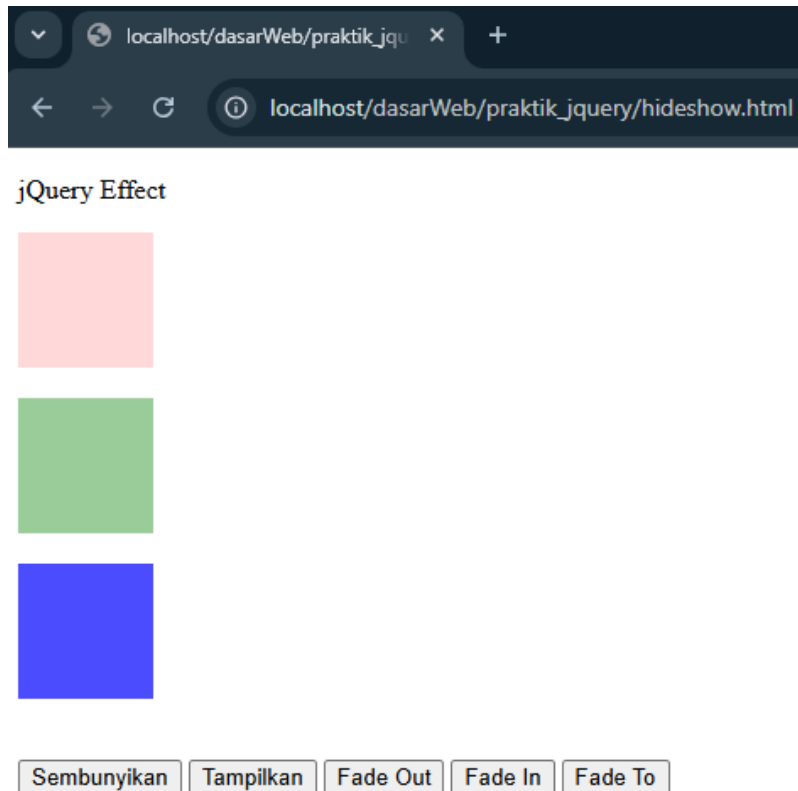 localhost/dasarWeb/praktik_jqu
localhost/dasarWeb/praktik_jquery/hideshow.html
jQuery Effect
Sembunyikan Tampilkan Fade Out Fade In Fade To